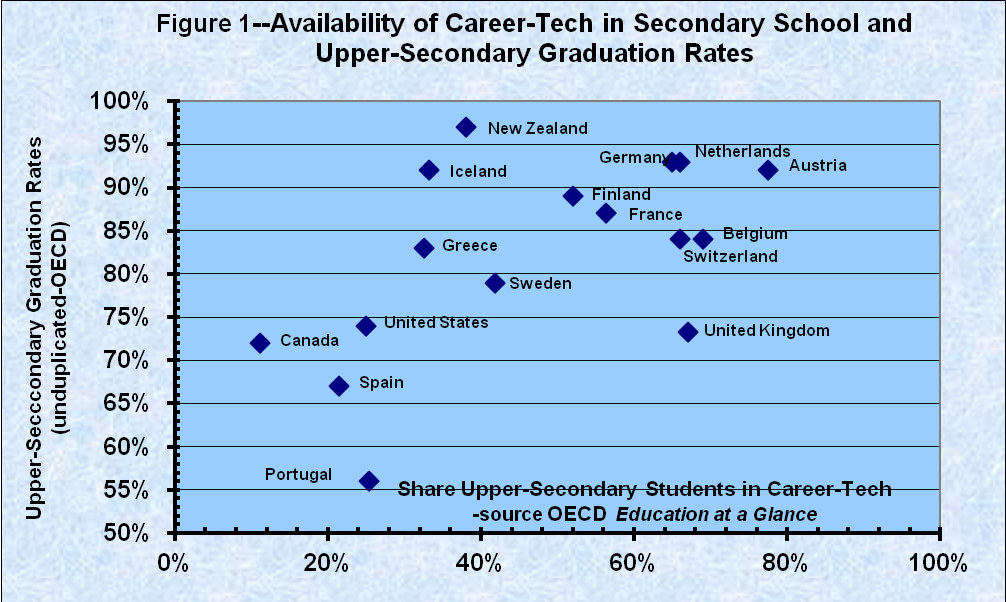 Figure 1--Availability of Career-Tech in Secondary School and
Upper-Secondary Graduation Rates
Upper-Secccondary Graduation Rates
(unduplicated-OECD)
100%
95%
90%
85%
80%
75%
70%
65%
60%
55%
50%
New Zealand
Germany
Netherlands
Austria
Iceland
Finland
France
Belgium
Switzerland
Greece
Sweden
United States
United Kingdom
Canada
Spain
Portugal
Share Upper-Secondary Students in Career-Tech
-source OECD Education at a Glance
0%
20%
40%
60%
80%
100%